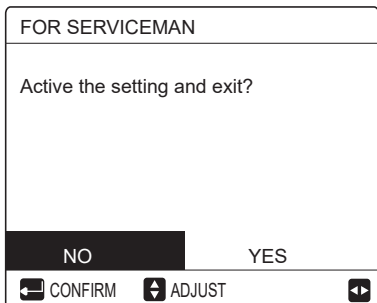 FOR SERVICEMAN
Active the setting and exit?
NO YES
CONFIRM ADJUST